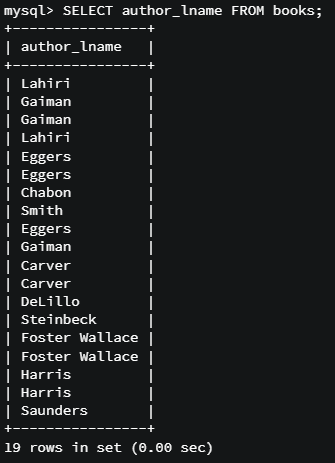 mysql> SELECT author_lname FROM books;
+----------------+
| author_lname   |
+----------------+
| Lahiri         |
| Gaiman         |
| Gaiman         |
| Lahiri         |
| Eggers         |
| Eggers         |
| Chabon         |
| Smith          |
| Eggers         |
| Gaiman         |
| Carver         |
| Carver         |
| DeLillo        |
| Steinbeck      |
| Foster Wallace |
| Foster Wallace |
| Harris         |
| Harris         |
| Saunders       |
+----------------+
19 rows in set (0.00 sec)